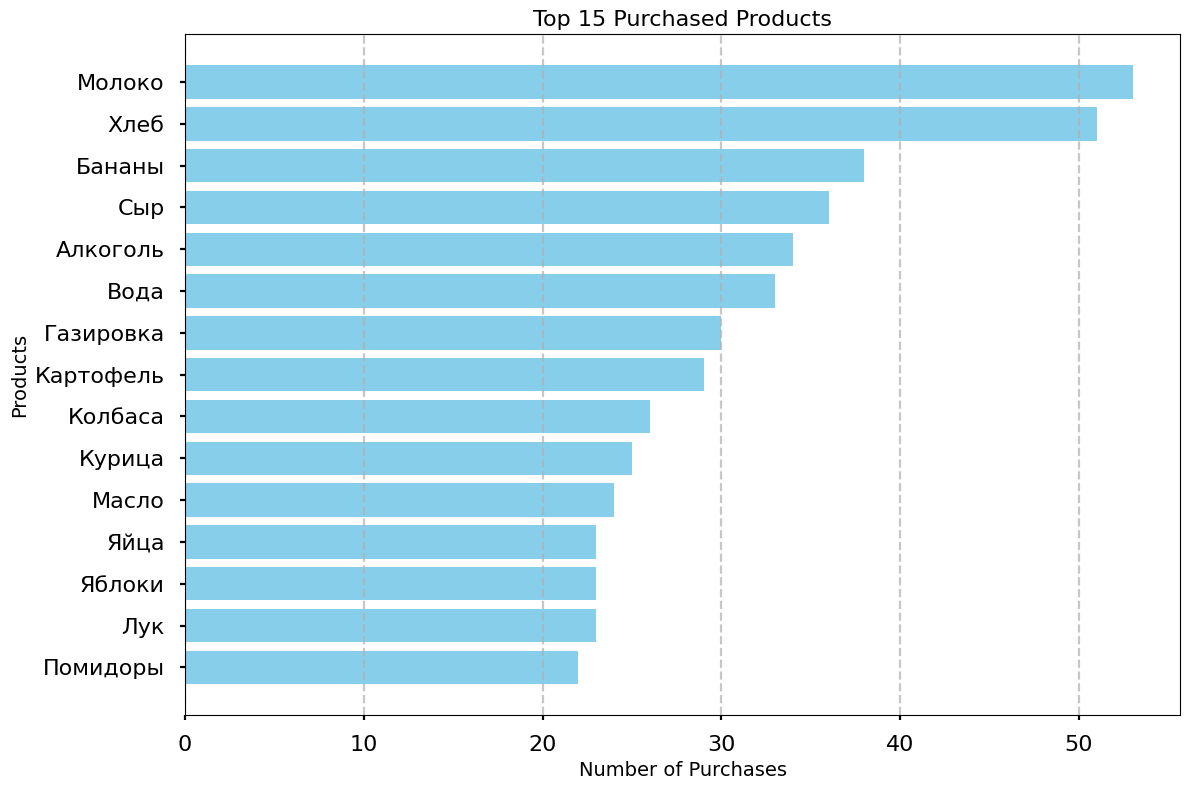 Top 15 Purchased Products
Молоко
Хлеб
Бананы
Сыр
Алкоголь
Вода
Газировка
Картофель
Колбаса
Курица
Масло
Яйца
Яблоки
Лук
Помидоры
Products
0 10 20 30 40 50
Number of Purchases